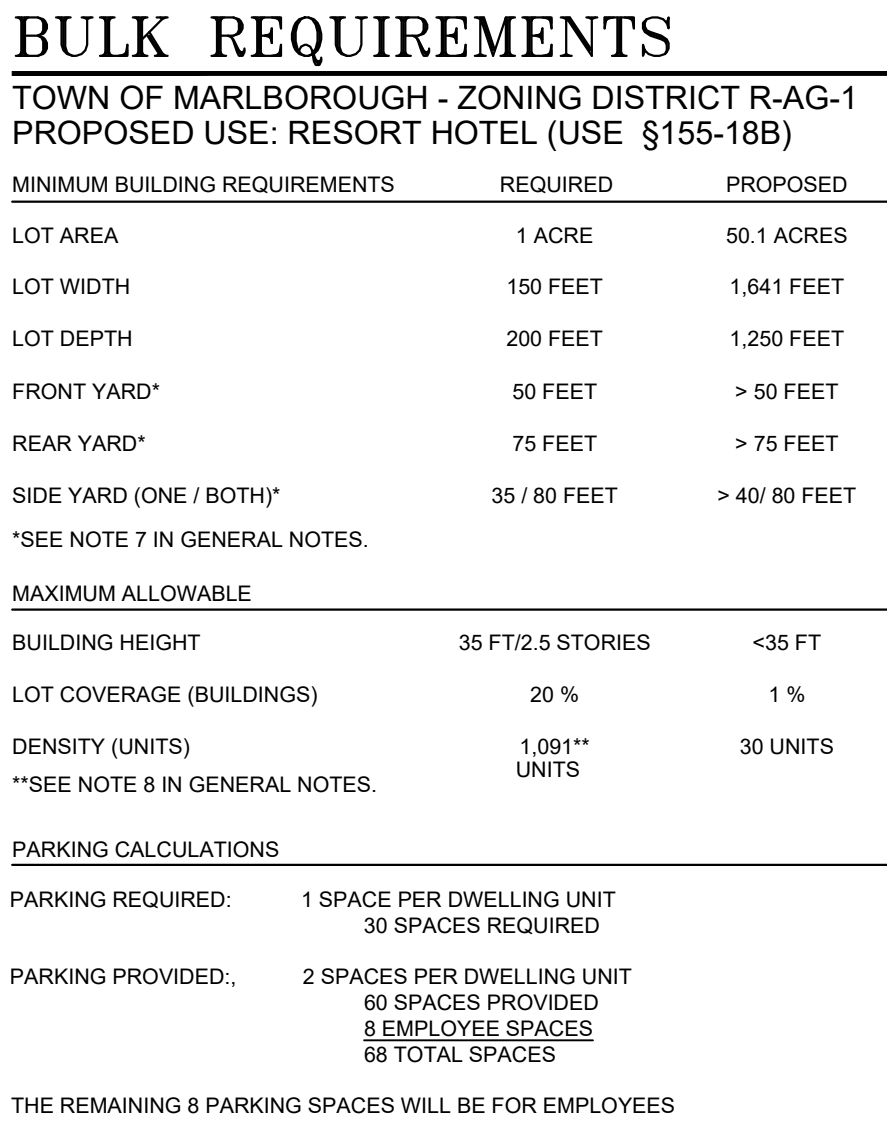 BULK REQUIREMENTS
TOWN OF MARLBOROUGH - ZONING DISTRICT R-AG-1
PROPOSED USE: RESORT HOTEL (USE §155-18B)
MINIMUM BUILDING REQUIREMENTS REQUIRED PROPOSED
LOT AREA 1 ACRE 50.1 ACRES
LOT WIDTH 150 FEET 1,641 FEET
LOT DEPTH 200 FEET 1,250 FEET
FRONT YARD* 50 FEET > 50 FEET
REAR YARD* 75 FEET > 75 FEET
SIDE YARD (ONE / BOTH)* 35 / 80 FEET > 40/ 80 FEET
*SEE NOTE 7 IN GENERAL NOTES.
MAXIMUM ALLOWABLE
BUILDING HEIGHT 35 FT/2.5 STORIES <35 FT
LOT COVERAGE (BUILDINGS) 20 % 1 %
DENSITY (UNITS) 1,091** 30 UNITS
UNITS
**SEE NOTE 8 IN GENERAL NOTES.
PARKING CALCULATIONS
PARKING REQUIRED: 1 SPACE PER DWELLING UNIT
30 SPACES REQUIRED
PARKING PROVIDED:, 2 SPACES PER DWELLING UNIT
60 SPACES PROVIDED
8 EMPLOYEE SPACES
68 TOTAL SPACES
THE REMAINING 8 PARKING SPACES WILL BE FOR EMPLOYEES